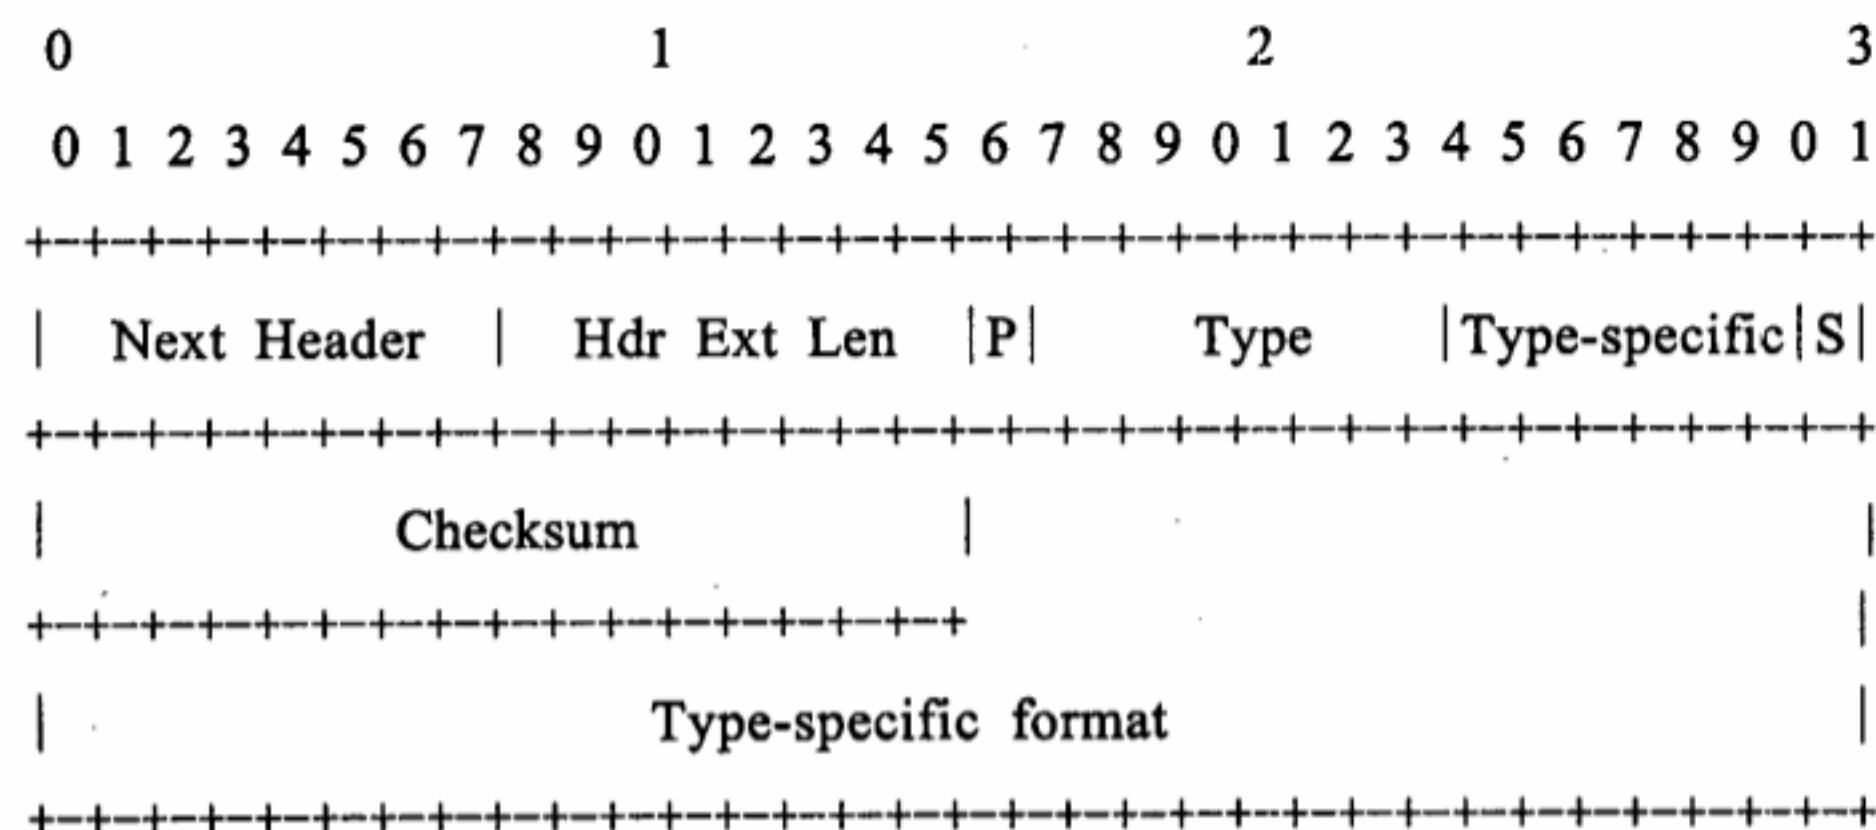 0 1 2 3
0 1 2 3 4 5 6 7 8 9 0 1 2 3 4 5 6 7 8 9 0 1 2 3 4 5 6 7 8 9 0 1
+-+-+-+-+-+-+-+-+-+-+-+-+-+-+-+-+-+-+-+-+-+-+-+-+-+-+-+-+-+-+-+-+
| Next Header | Hdr Ext Len |P| Type |Type-specific|S|
+-+-+-+-+-+-+-+-+-+-+-+-+-+-+-+-+-+-+-+-+-+-+-+-+-+-+-+-+-+-+-+-+
| Checksum | |
+-+-+-+-+-+-+-+-+-+-+-+-+-+-+-+-+ |
| Type-specific format |
+-+-+-+-+-+-+-+-+-+-+-+-+-+-+-+-+-+-+-+-+-+-+-+-+-+-+-+-+-+-+-+-+